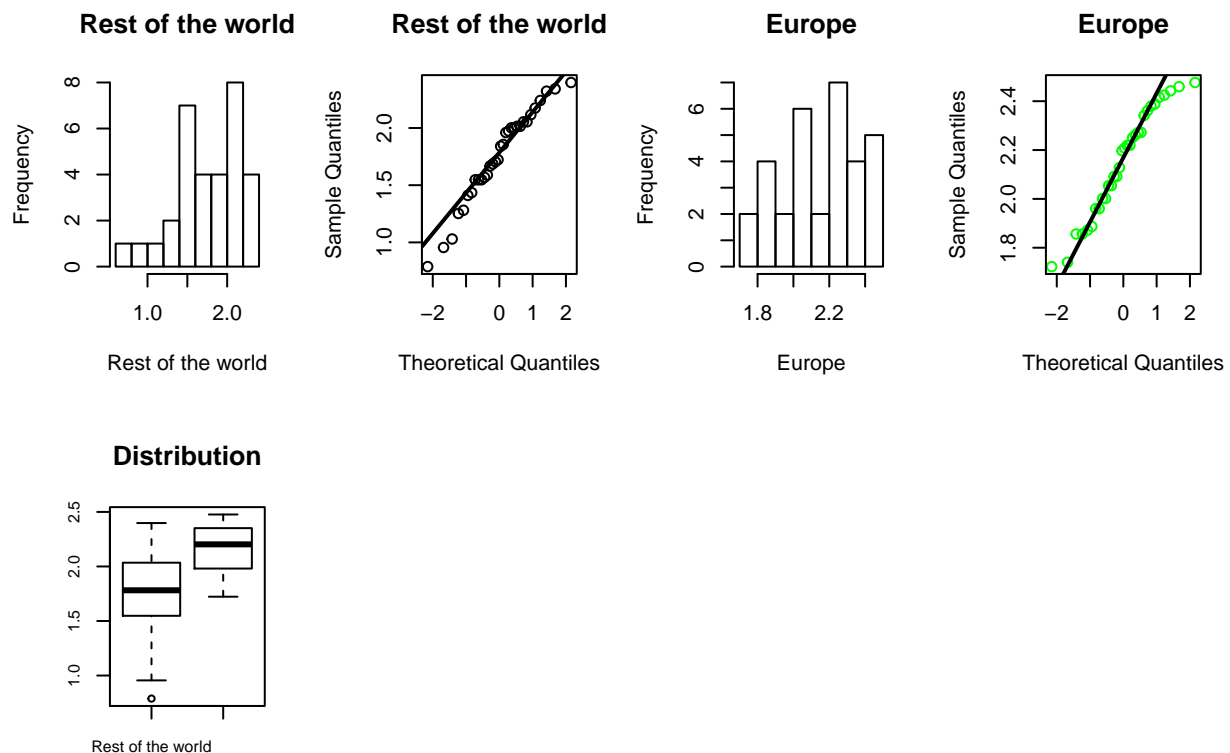 Rest of the world
Frequency
0 2 4 6 8
1.0 2.0
Rest of the world
Rest of the world
Sample Quantiles
1.0 1.5 2.0
−2 0 1 2
Theoretical Quantiles
Europe
Frequency
0 2 4 6
1.8 2.2
Europe
Europe
Sample Quantiles
1.8 2.0 2.2 2.4
−2 0 1 2
Theoretical Quantiles
Distribution
1.0 1.5 2.0 2.5
Rest of the world